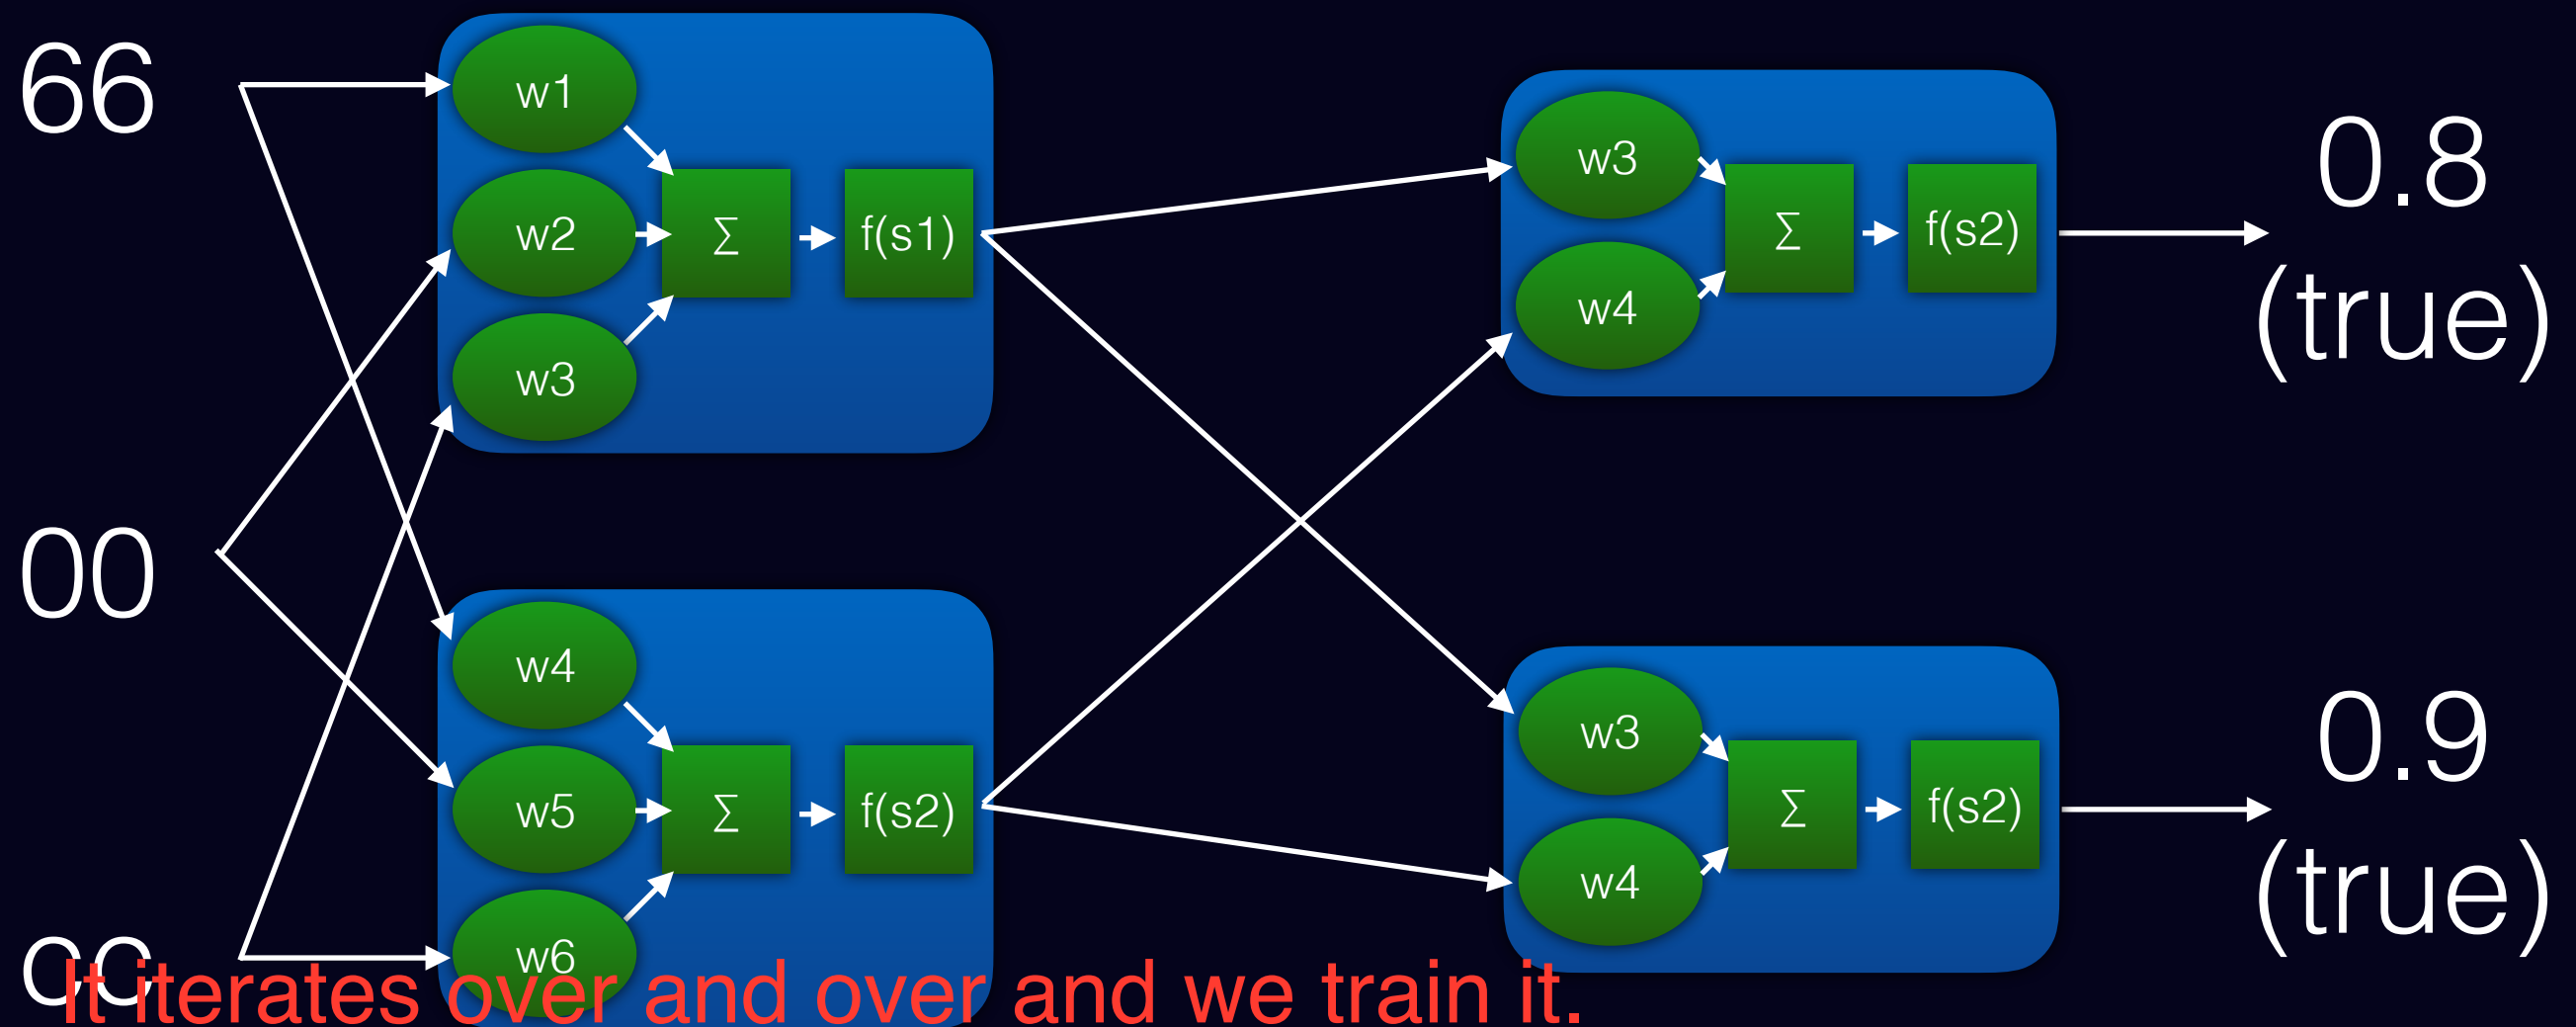 66
w1
w2
w3
∑
f(s1)
w3
w4
∑
f(s2)
0.8
(true)
00
w4
w5
w6
∑
f(s2)
w3
w4
∑
f(s2)
0.9
(true)
cc
It iterates over and over and we train it.